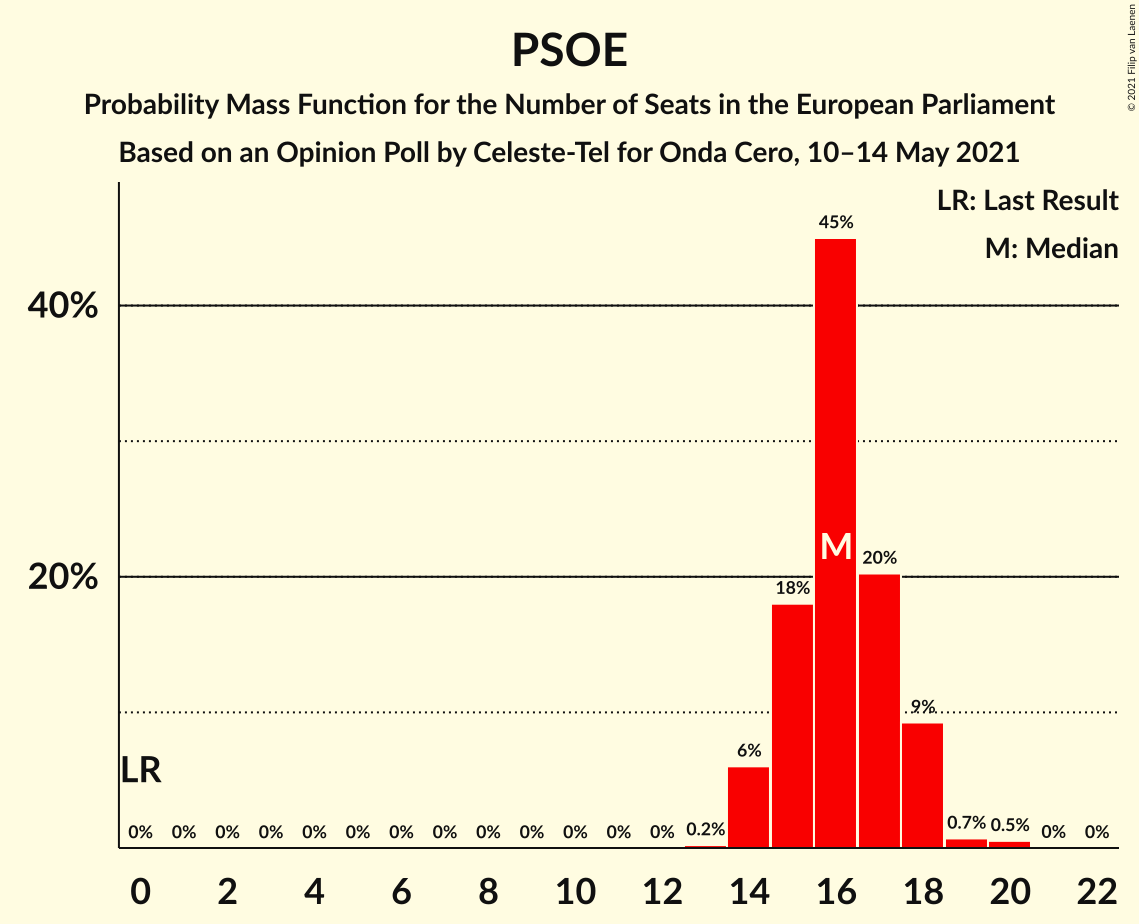 PSOE
Probability Mass Function for the Number of Seats in the European Parliament
Based on an Opinion Poll by Celeste-Tel for Onda Cero, 10–14 May 2021
© 2021 Filip van Laenen
LR: Last Result
M: Median
45%
40%
M
20%
20%
18%
9%
6%
LR
0% 0% 0% 0% 0% 0% 0% 0% 0% 0% 0% 0% 0% 0.2% 0.7% 0.5% 0% 0%
0 2 4 6 8 10 12 14 16 18 20 22